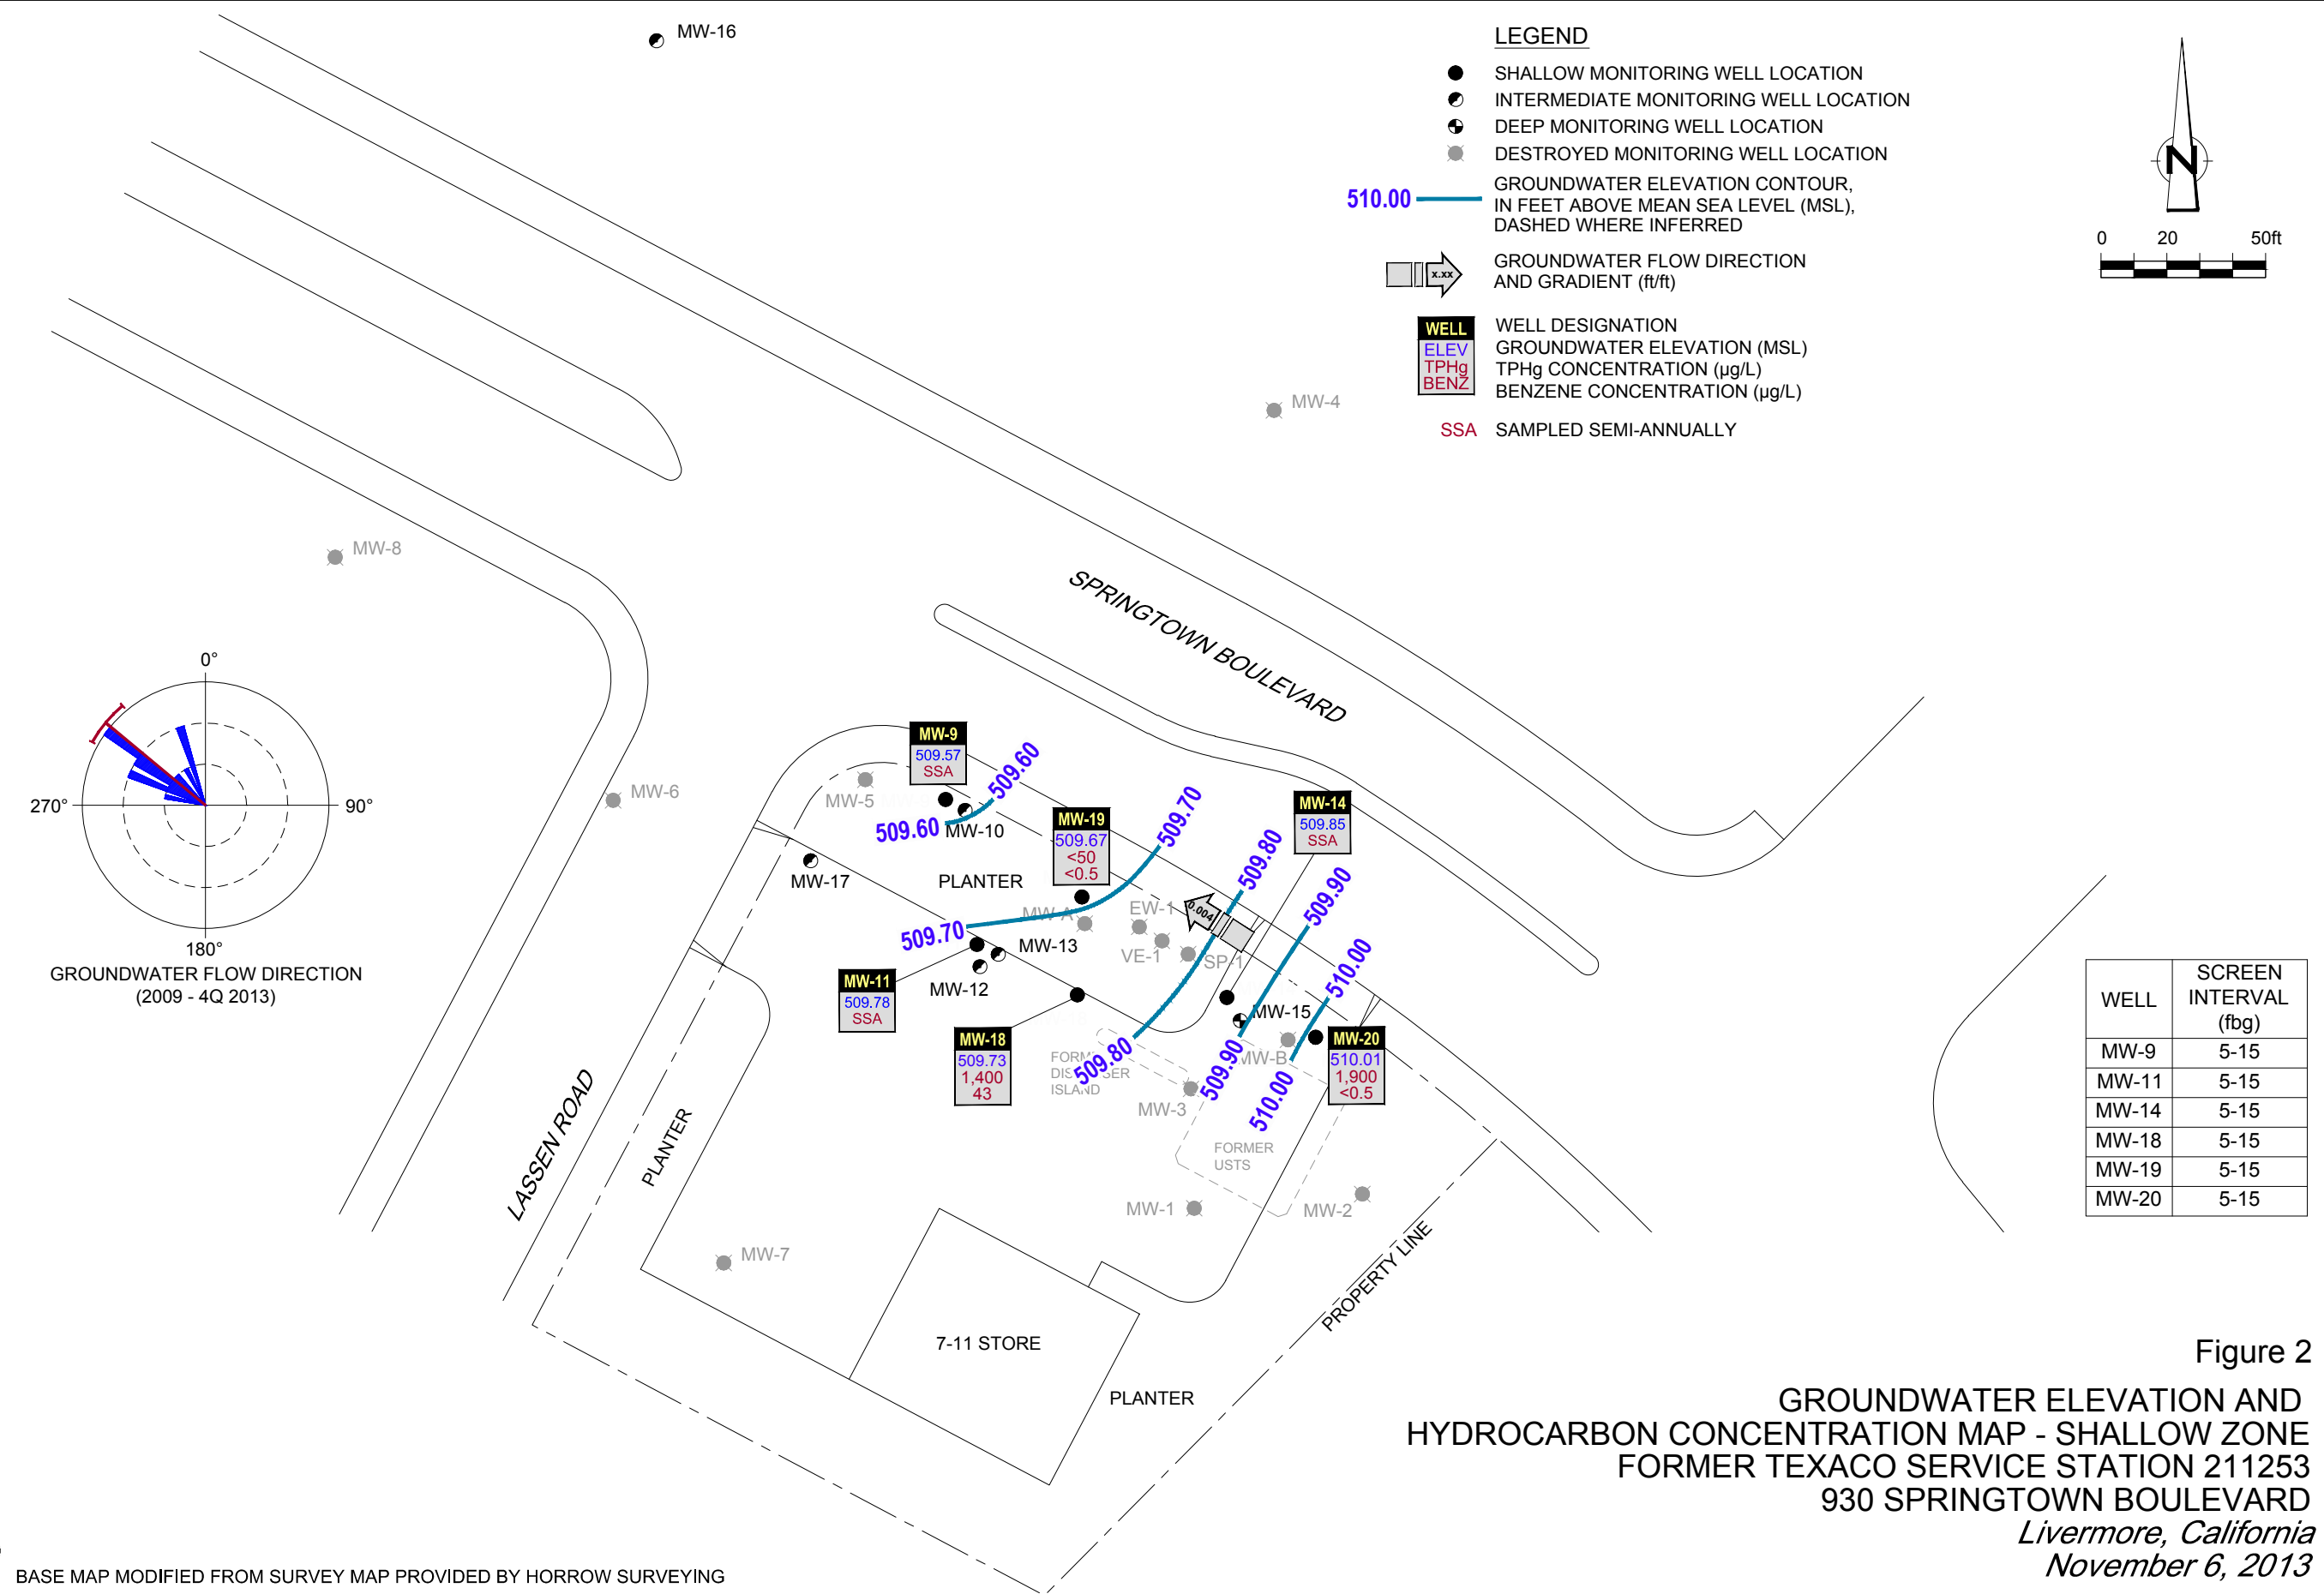 MW-16
LEGEND
SHALLOW MONITORING WELL LOCATION
INTERMEDIATE MONITORING WELL LOCATION
DEEP MONITORING WELL LOCATION
DESTROYED MONITORING WELL LOCATION
510.00
GROUNDWATER ELEVATION CONTOUR,
IN FEET ABOVE MEAN SEA LEVEL (MSL),
DASHED WHERE INFERRED
x.xx
GROUNDWATER FLOW DIRECTION
AND GRADIENT (ft/ft)
WELL
ELEV
TPHg
BENZ
WELL DESIGNATION
GROUNDWATER ELEVATION (MSL)
TPHg CONCENTRATION (µg/L)
BENZENE CONCENTRATION (µg/L)
SSA SAMPLED SEMI-ANNUALLY
N
0 20 50ft
MW-4
MW-8
SPRINGTOWN BOULEVARD
0°
270° 90°
180°
GROUNDWATER FLOW DIRECTION
(2009 - 4Q 2013)
MW-6
MW-5
MW-9
509.57
SSA
509.60
509.60
MW-10
MW-17
PLANTER
MW-19
509.67
<50
<0.5
509.70
509.70
MW-A
EW-1
VE-1
SP-1
0.004
509.80
509.80
MW-14
509.85
SSA
509.90
509.90
510.00
510.00
MW-13
MW-12
MW-11
509.78
SSA
MW-18
509.73
1,400
43
MW-15
MW-B
MW-20
510.01
1,900
<0.5
ISLAND
MW-3
FORMER
USTS
MW-1
MW-2
MW-7
LASSEN ROAD
PLANTER
7-11 STORE
PLANTER
PROPERTY LINE
WELL SCREEN INTERVAL (fbg)
MW-9 5-15
MW-11 5-15
MW-14 5-15
MW-18 5-15
MW-19 5-15
MW-20 5-15
Figure 2
GROUNDWATER ELEVATION AND
HYDROCARBON CONCENTRATION MAP - SHALLOW ZONE
FORMER TEXACO SERVICE STATION 211253
930 SPRINGTOWN BOULEVARD
Livermore, California
November 6, 2013
BASE MAP MODIFIED FROM SURVEY MAP PROVIDED BY HORROW SURVEYING